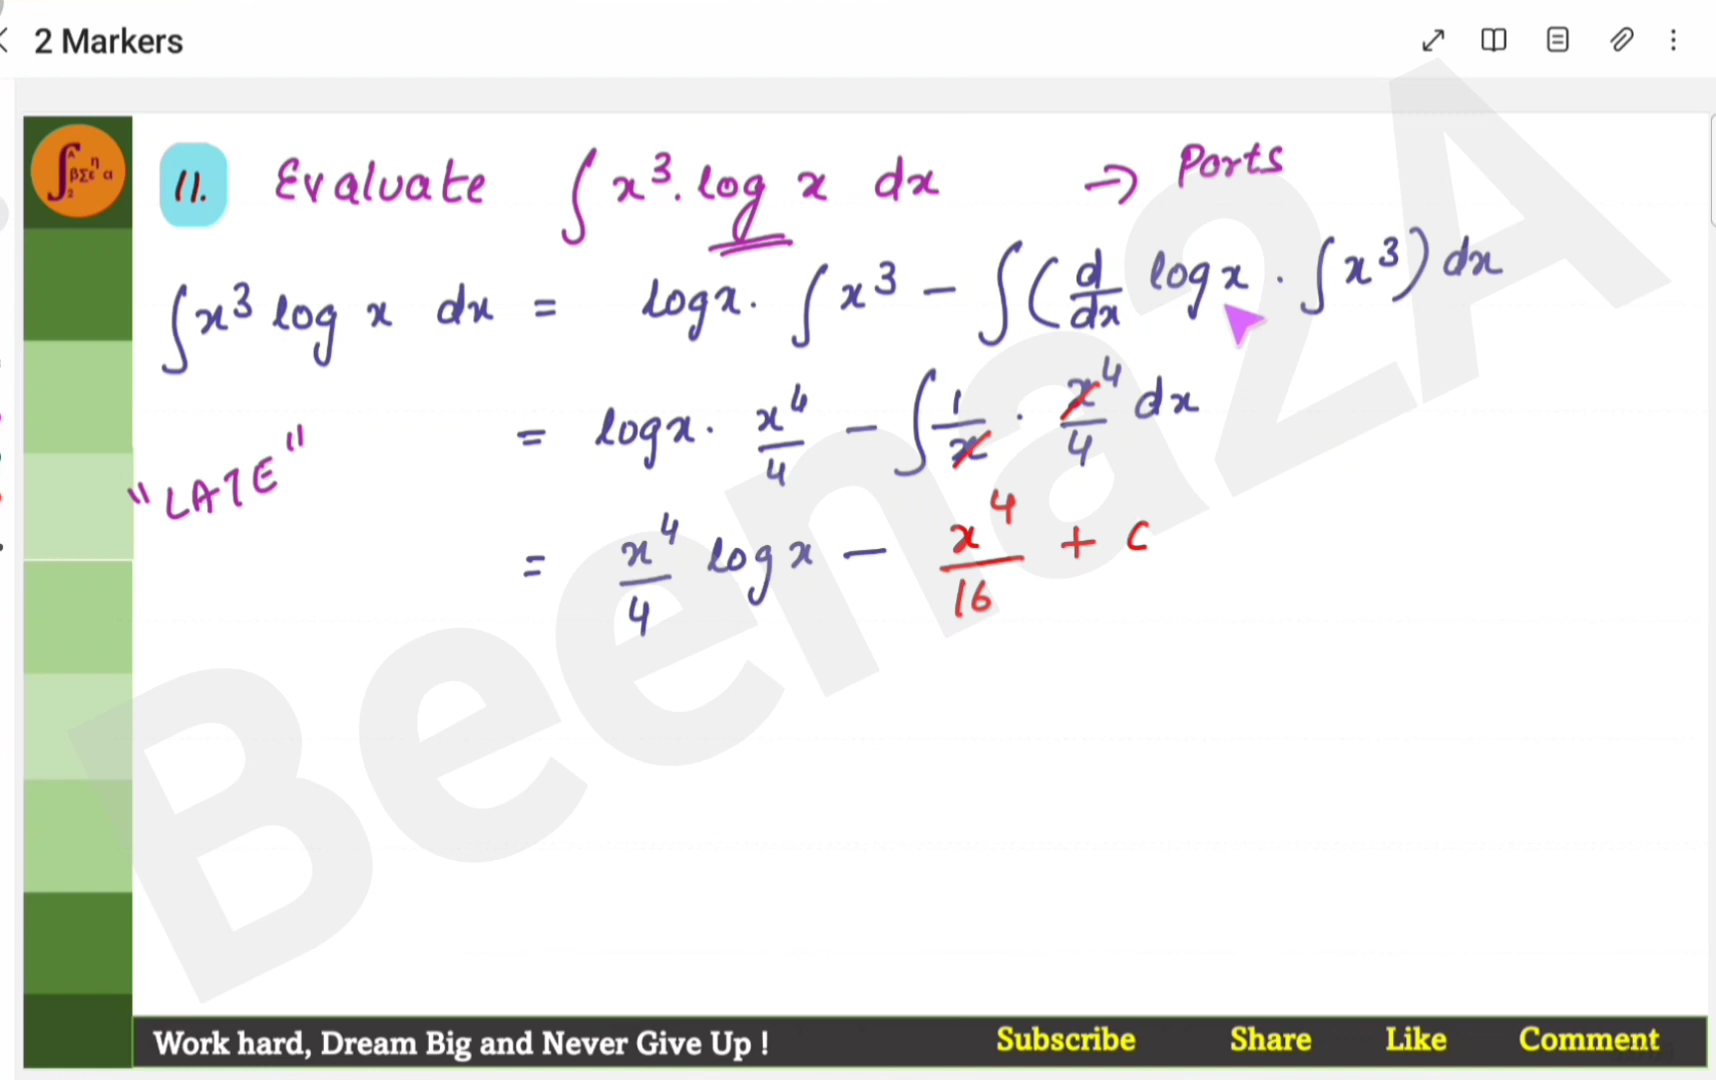 2 Markers
11. Evaluate ∫ x³. log x dx → Parts
∫ x³ log x dx = logx. ∫ x³ − ∫ ( d/dx logx . ∫ x³ ) dx
= logx. x⁴/4 − ∫ 1/x . x⁴/4 dx
"LATE"
= x⁴/4 log x − x⁴/16 + c
Beena2A
Work hard, Dream Big and Never Give Up ! Subscribe Share Like Comment